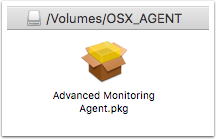 /Volumes/OSX_AGENT
Advanced Monitoring
Agent.pkg